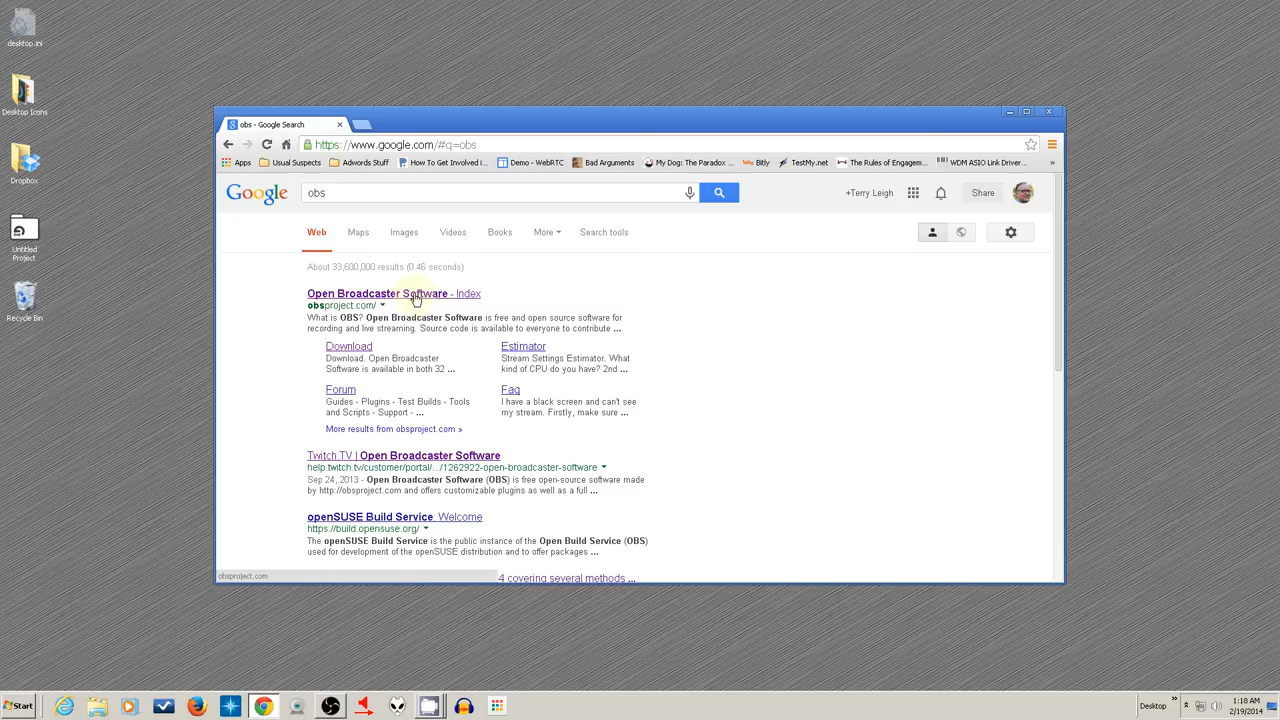 desktop.ini
Desktop Icons
Dropbox
Untitled
Project
Recycle Bin
obs - Google Search
https://www.google.com/#q=obs
Apps
Usual Suspects
Adwords Stuff
How To Get Involved i...
Demo - WebRTC
Bad Arguments
My Dog: The Paradox ...
Bitly
TestMy.net
The Rules of Engagem...
WDM ASIO Link Driver...
Google
obs
+Terry Leigh
Share
Web
Maps
Images
Videos
Books
More
Search tools
About 33,600,000 results (0.46 seconds)
Open Broadcaster Software - Index
obsproject.com/
What is OBS? Open Broadcaster Software is free and open source software for
recording and live streaming. Source code is available to everyone to contribute ...
Download
Download. Open Broadcaster
Software is available in both 32 ...
Estimator
Stream Settings Estimator. What
kind of CPU do you have? 2nd ...
Forum
Guides - Plugins - Test Builds - Tools
and Scripts - Support - ...
Faq
I have a black screen and can't see
my stream. Firstly, make sure ...
More results from obsproject.com »
Twitch.TV | Open Broadcaster Software
help.twitch.tv/customer/portal/.../1262922-open-broadcaster-software
Sep 24, 2013 - Open Broadcaster Software (OBS) is free open-source software made
by http://obsproject.com and offers customizable plugins as well as a full ...
openSUSE Build Service: Welcome
https://build.opensuse.org/
The openSUSE Build Service is the public instance of the Open Build Service (OBS)
used for development of the openSUSE distribution and to offer packages ...
4 covering several methods ...
obsproject.com
Start
Desktop
1:18 AM
2/19/2014